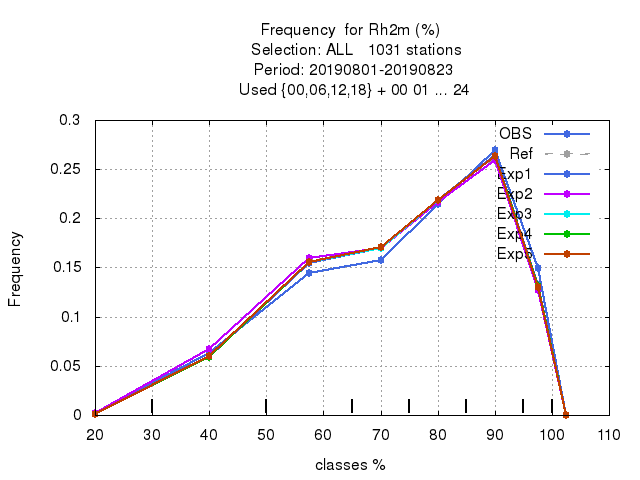 Frequency for Rh2m (%)
Selection: ALL 1031 stations
Period: 20190801-20190823
Used {00,06,12,18} + 00 01 ... 24
0.3
0.25
0.2
0.15
0.1
0.05
0
Frequency
OBS
Ref
Exp1
Exp2
Exp3
Exp4
Exp5
20 30 40 50 60 70 80 90 100 110
classes %